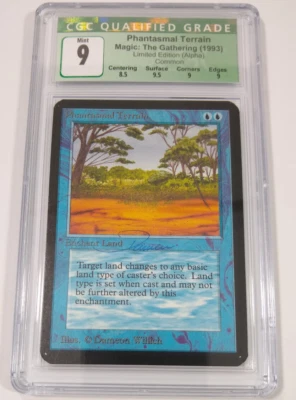 CGC QUALIFIED GRADE
Mint
9
Phantasmal Terrain
Magic: The Gathering (1993)
Limited Edition (Alpha)
Common
Centering Surface Corners Edges
8.5 9.5 9 9
Phantasmal Terrain
Enchant Land
Target land changes to any basic
land type of caster's choice. Land
type is set when cast and may not
be further altered by this
enchantment.
Illus. © Dameon Willich